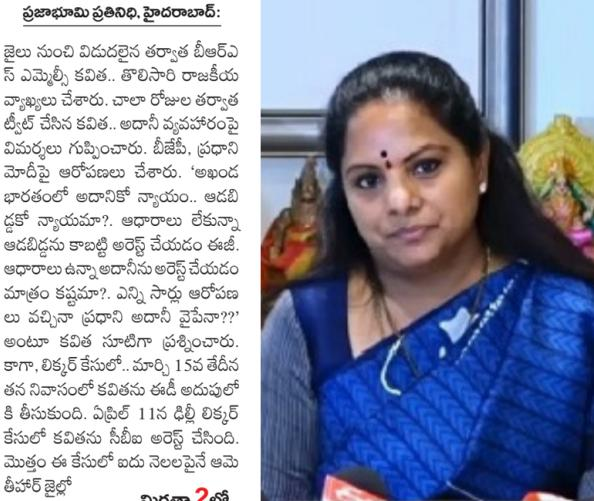 ప్రజాభూమి ప్రతినిధి, హైదరాబాద్:
జైలు నుంచి విడుదలైన తర్వాత బీఆర్ఎ
స్ ఎమ్మెల్సీ కవిత.. తొలిసారి రాజకీయ
వ్యాఖ్యలు చేశారు. చాలా రోజుల తర్వాత
ట్వీట్ చేసిన కవిత.. అదానీ వ్యవహారంపై
విమర్శలు గుప్పించారు. బీజేపీ, ప్రధాని
మోదీపై ఆరోపణలు చేశారు. ‘అఖండ
భారతంలో అదానికో న్యాయం.. ఆడబి
డ్డకో న్యాయమా?. ఆధారాలు లేకున్నా
ఆడబిడ్డను కాబట్టి అరెస్ట్ చేయడం ఈజీ.
ఆధారాలు ఉన్నా అదానీను అరెస్ట్ చేయడం
మాత్రం కష్టమా?. ఎన్ని సార్లు ఆరోపణ
లు వచ్చినా ప్రధాని అదానీ వైపేనా??’
అంటూ కవిత సూటిగా ప్రశ్నించారు.
కాగా, లిక్కర్ కేసులో.. మార్చి 15వ తేదీన
తన నివాసంలో కవితను ఈడీ అదుపులో
కి తీసుకుంది. ఏప్రిల్ 11న ఢిల్లీ లిక్కర్
కేసులో కవితను సీబీఐ అరెస్ట్ చేసింది.
మొత్తం ఈ కేసులో ఐదు నెలలపైనే ఆమె
తీహార్ జైల్లో
2లో